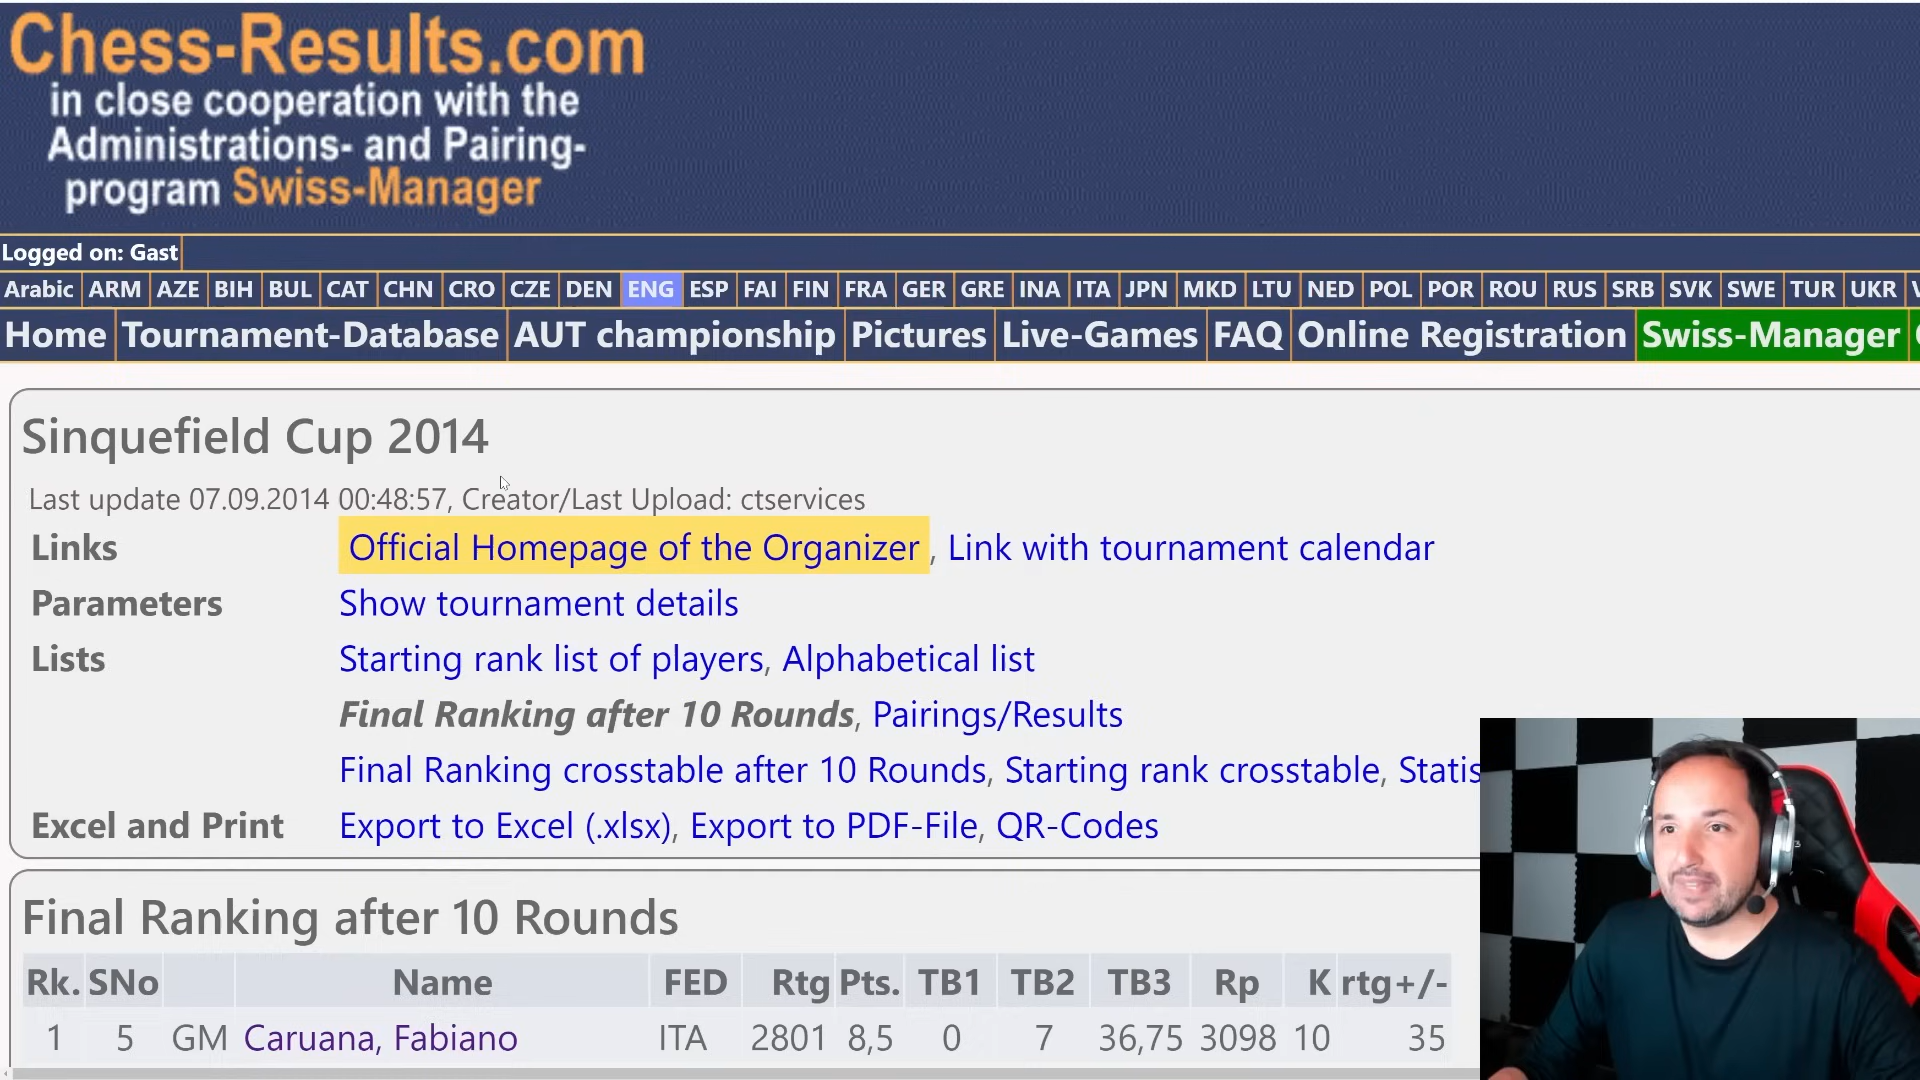 Chess-Results.com
in close cooperation with the
Administrations- and Pairing-
program Swiss-Manager
Logged on: Gast
Arabic ARM AZE BIH BUL CAT CHN CRO CZE DEN ENG ESP FAI FIN FRA GER GRE INA ITA JPN MKD LTU NED POL POR ROU RUS SRB SVK SWE TUR UKR
Home Tournament-Database AUT championship Pictures Live-Games FAQ Online Registration Swiss-Manager
Sinquefield Cup 2014
Last update 07.09.2014 00:48:57, Creator/Last Upload: ctservices
Links Official Homepage of the Organizer , Link with tournament calendar
Parameters Show tournament details
Lists Starting rank list of players, Alphabetical list
Final Ranking after 10 Rounds, Pairings/Results
Final Ranking crosstable after 10 Rounds, Starting rank crosstable, Statis
Excel and Print Export to Excel (.xlsx), Export to PDF-File, QR-Codes
Final Ranking after 10 Rounds
Rk. SNo Name FED Rtg Pts. TB1 TB2 TB3 Rp K rtg+/-
1 5 GM Caruana, Fabiano ITA 2801 8,5 0 7 36,75 3098 10 35